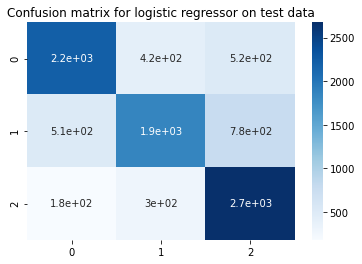 Confusion matrix for logistic regressor on test data
0 2.2e+03 4.2e+02 5.2e+02
1 5.1e+02 1.9e+03 7.8e+02
2 1.8e+02 3e+02 2.7e+03
0 1 2
2500
2000
1500
1000
500